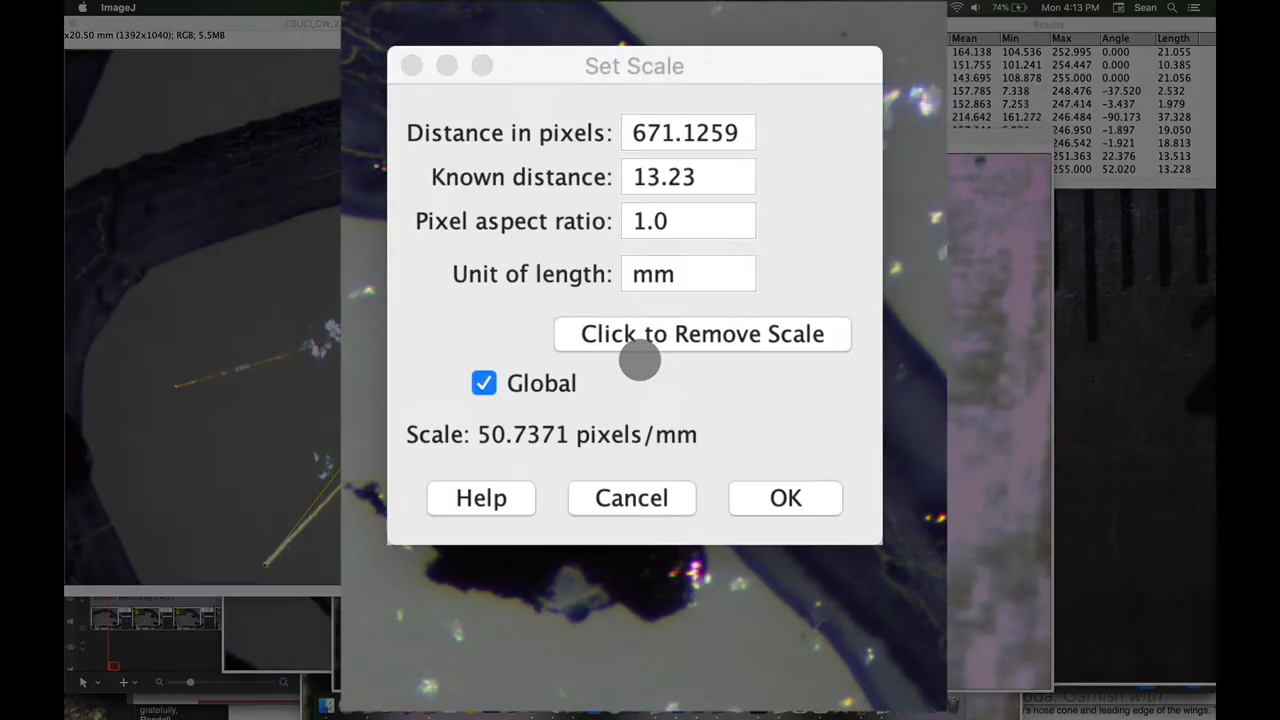 ImageJ
74%
Mon 4:13 PM
Sean
CSUCI_CW_2
x20.50 mm (1392x1040); RGB; 5.5MB
Results
Mean Min Max Angle Length
164.138 104.536 252.995 0.000 21.055
151.755 101.241 254.447 0.000 10.385
143.695 108.878 255.000 0.000 21.056
157.785 7.338 248.476 -37.520 2.532
152.863 7.253 247.414 -3.437 1.979
214.642 161.272 246.484 -90.173 37.328
246.950 -1.897 19.050
246.542 -1.921 18.813
251.363 22.376 13.513
255.000 52.020 13.228
Set Scale
Distance in pixels: 671.1259
Known distance: 13.23
Pixel aspect ratio: 1.0
Unit of length: mm
Click to Remove Scale
Global
Scale: 50.7371 pixels/mm
Help Cancel OK
gratefully,
Randall
Garnish with
's nose cone and leading edge of the wings.